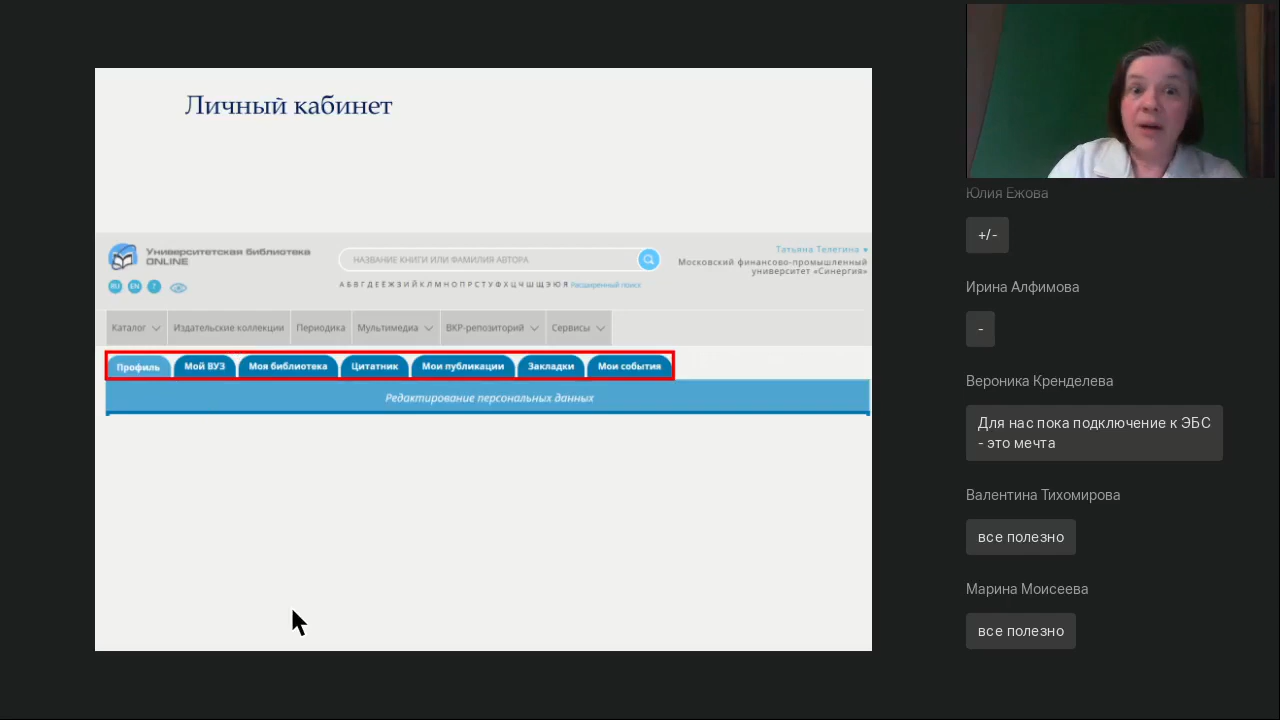 Личный кабинет
Университетская библиотека
ONLINE
НАЗВАНИЕ КНИГИ ИЛИ ФАМИЛИЯ АВТОРА
Татьяна Телегина
Московский финансово-промышленный
университет «Синергия»
RU EN ?
А Б В Г Д Е Ё Ж З И Й К Л М Н О П Р С Т У Ф Х Ц Ч Ш Щ Э Ю Я Расширенный поиск
Каталог Издательские коллекции Периодика Мультимедиа ВКР-репозиторий Сервисы
Профиль Мой ВУЗ Моя библиотека Цитатник Мои публикации Закладки Мои события
Редактирование персональных данных
Юлия Ежова
+/-
Ирина Алфимова
-
Вероника Кренделева
Для нас пока подключение к ЭБС
- это мечта
Валентина Тихомирова
все полезно
Марина Моисеева
все полезно